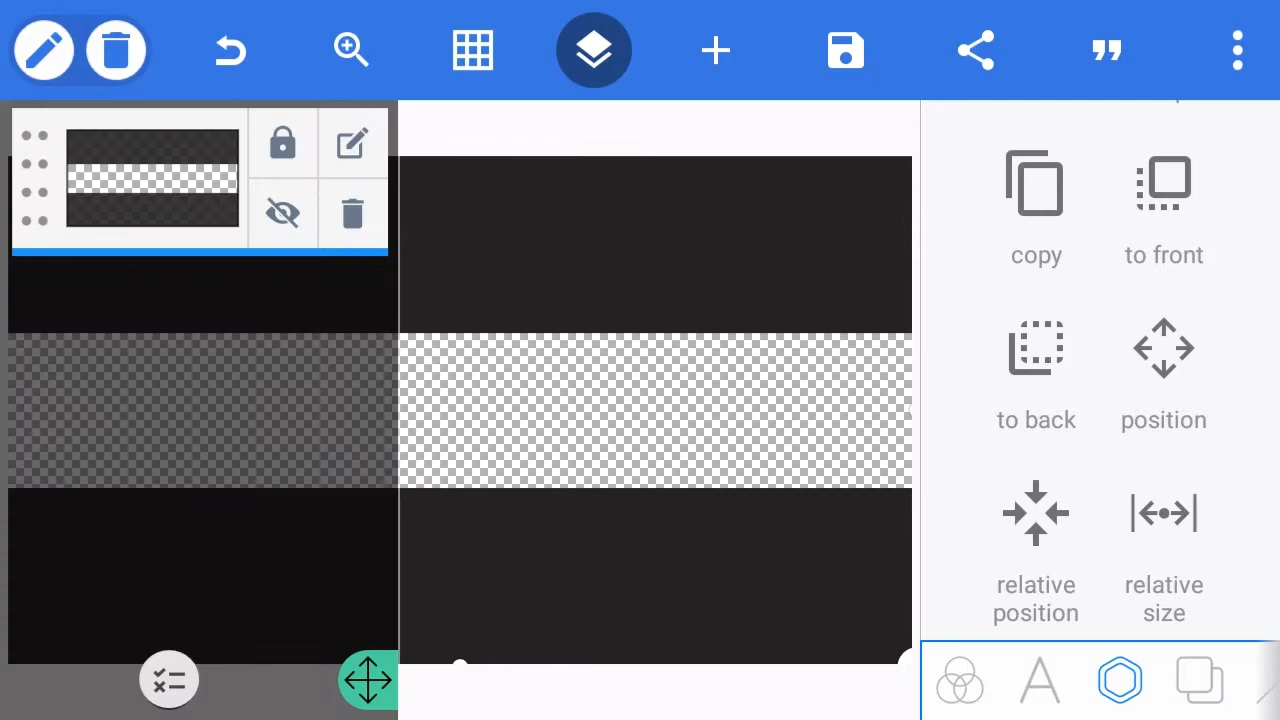 copy
to front
to back
position
relative
position
relative
size